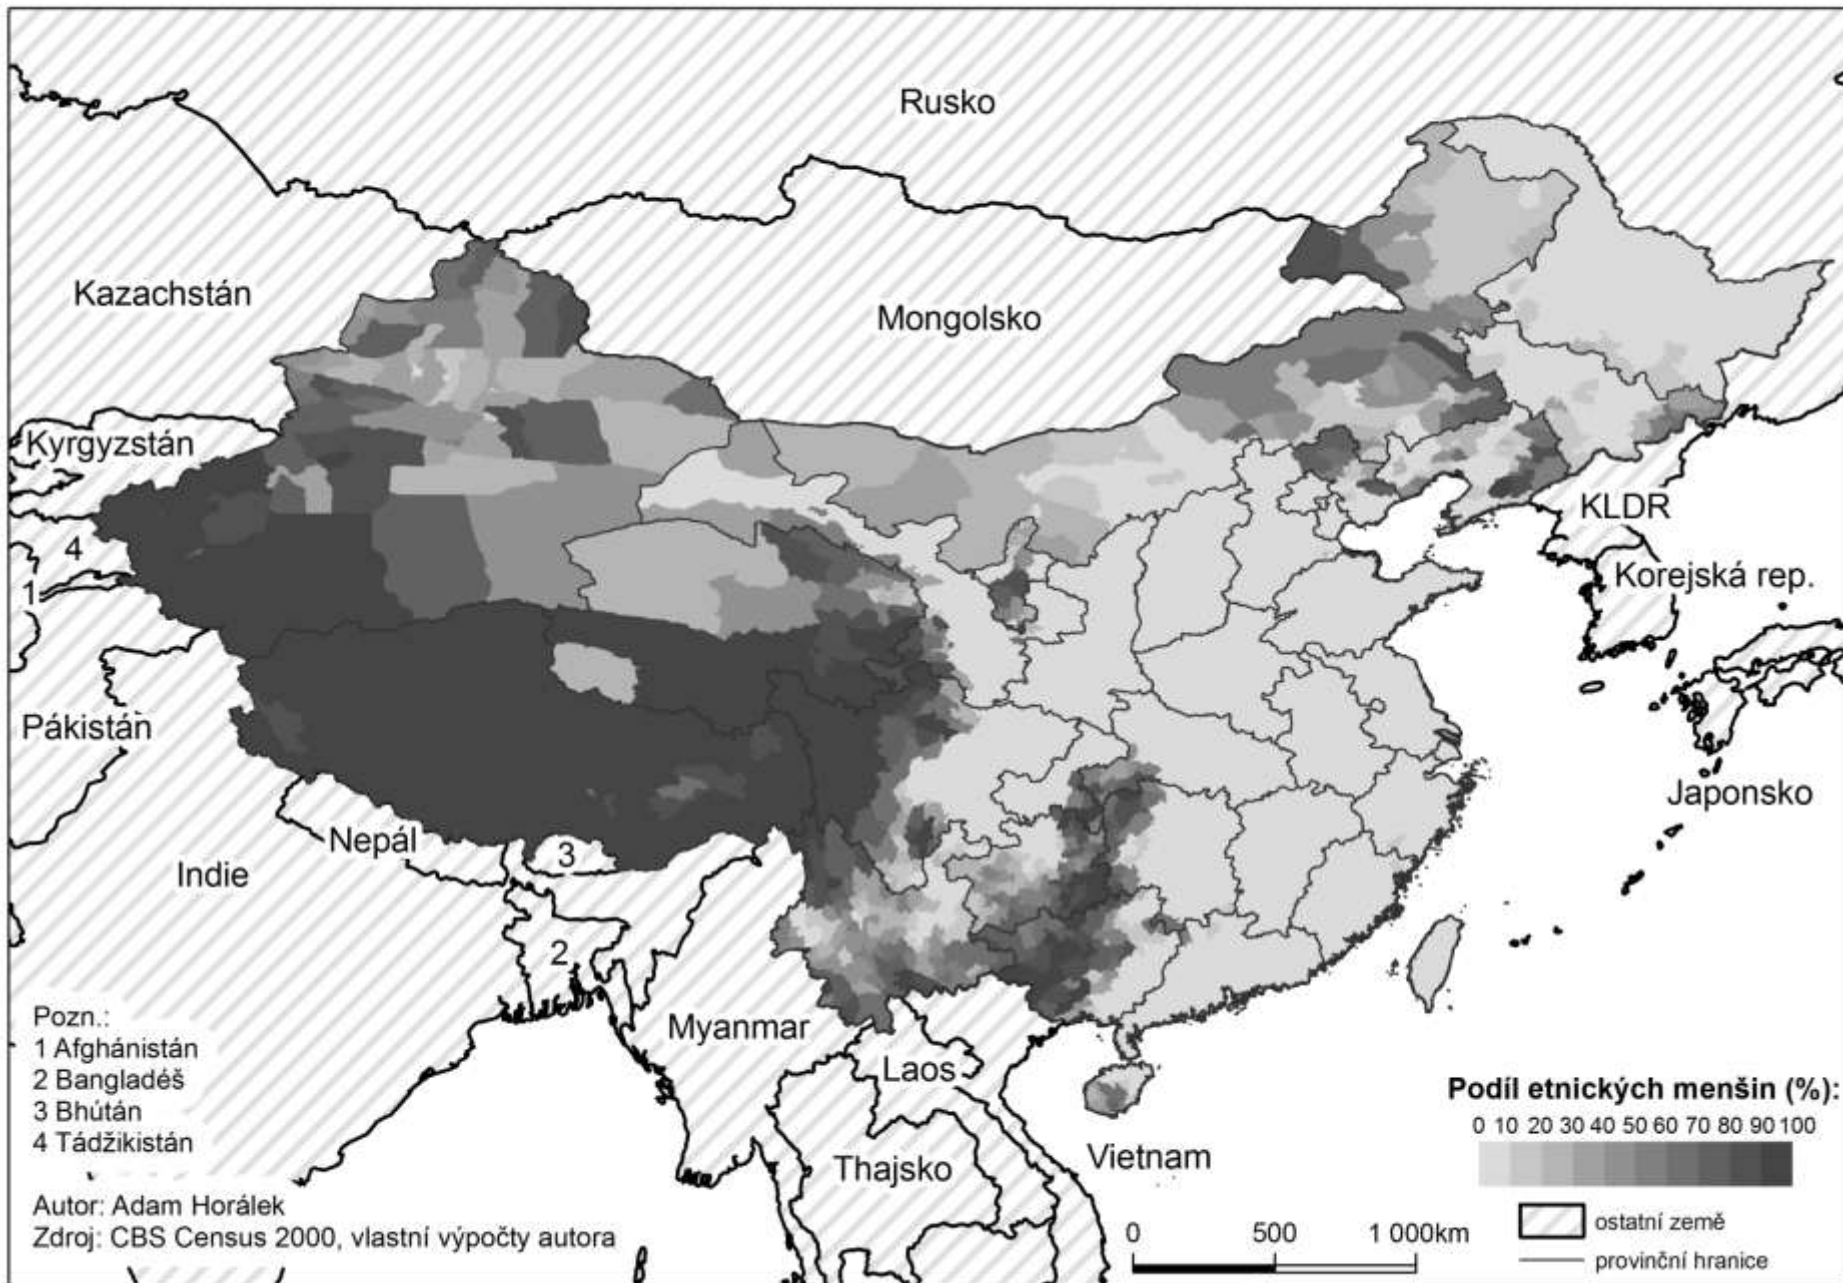 Rusko
Kazachstán
Mongolsko
Kyrgyzstán
KLDR
4
1
Korejská rep.
Pákistán
Japonsko
Nepál
3
Indie
2
Pozn.:
1 Afghánistán
2 Bangladéš
3 Bhútán
4 Tádžikistán
Myanmar
Laos
Vietnam
Thajsko
Autor: Adam Horálek
Zdroj: CBS Census 2000, vlastní výpočty autora
Podíl etnických menšin (%):
0 10 20 30 40 50 60 70 80 90 100
ostatní země
provinční hranice
0 500 1 000km